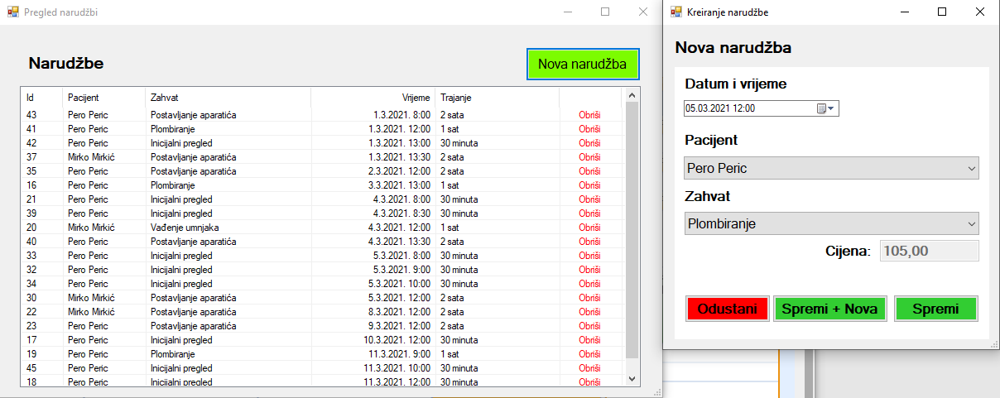 Pregled narudžbi
Narudžbe
Nova narudžba
Id Pacijent Zahvat Vrijeme Trajanje
43 Pero Peric Postavljanje aparatića 1.3.2021. 8:00 2 sata Obriši
41 Pero Peric Plombiranje 1.3.2021. 12:00 1 sat Obriši
42 Pero Peric Inicijalni pregled 1.3.2021. 13:00 30 minuta Obriši
37 Mirko Mirkić Postavljanje aparatića 1.3.2021. 13:30 2 sata Obriši
35 Pero Peric Postavljanje aparatića 2.3.2021. 12:00 2 sata Obriši
16 Pero Peric Plombiranje 3.3.2021. 13:00 1 sat Obriši
21 Pero Peric Inicijalni pregled 4.3.2021. 8:00 30 minuta Obriši
39 Pero Peric Inicijalni pregled 4.3.2021. 8:30 30 minuta Obriši
20 Mirko Mirkić Vađenje umnjaka 4.3.2021. 12:00 1 sat Obriši
40 Pero Peric Postavljanje aparatića 4.3.2021. 13:30 2 sata Obriši
33 Pero Peric Inicijalni pregled 5.3.2021. 8:00 30 minuta Obriši
32 Pero Peric Inicijalni pregled 5.3.2021. 9:00 30 minuta Obriši
34 Pero Peric Inicijalni pregled 5.3.2021. 10:00 30 minuta Obriši
30 Mirko Mirkić Postavljanje aparatića 5.3.2021. 12:00 2 sata Obriši
22 Mirko Mirkić Postavljanje aparatića 8.3.2021. 12:00 2 sata Obriši
23 Pero Peric Postavljanje aparatića 9.3.2021. 12:00 2 sata Obriši
17 Pero Peric Inicijalni pregled 10.3.2021. 12:00 30 minuta Obriši
19 Pero Peric Plombiranje 11.3.2021. 9:00 1 sat Obriši
45 Pero Peric Inicijalni pregled 11.3.2021. 10:00 30 minuta Obriši
18 Pero Peric Inicijalni pregled 11.3.2021. 12:00 30 minuta Obriši
Kreiranje narudžbe
Nova narudžba
Datum i vrijeme
05.03.2021 12:00
Pacijent
Pero Peric
Zahvat
Plombiranje
Cijena: 105,00
Odustani Spremi + Nova Spremi